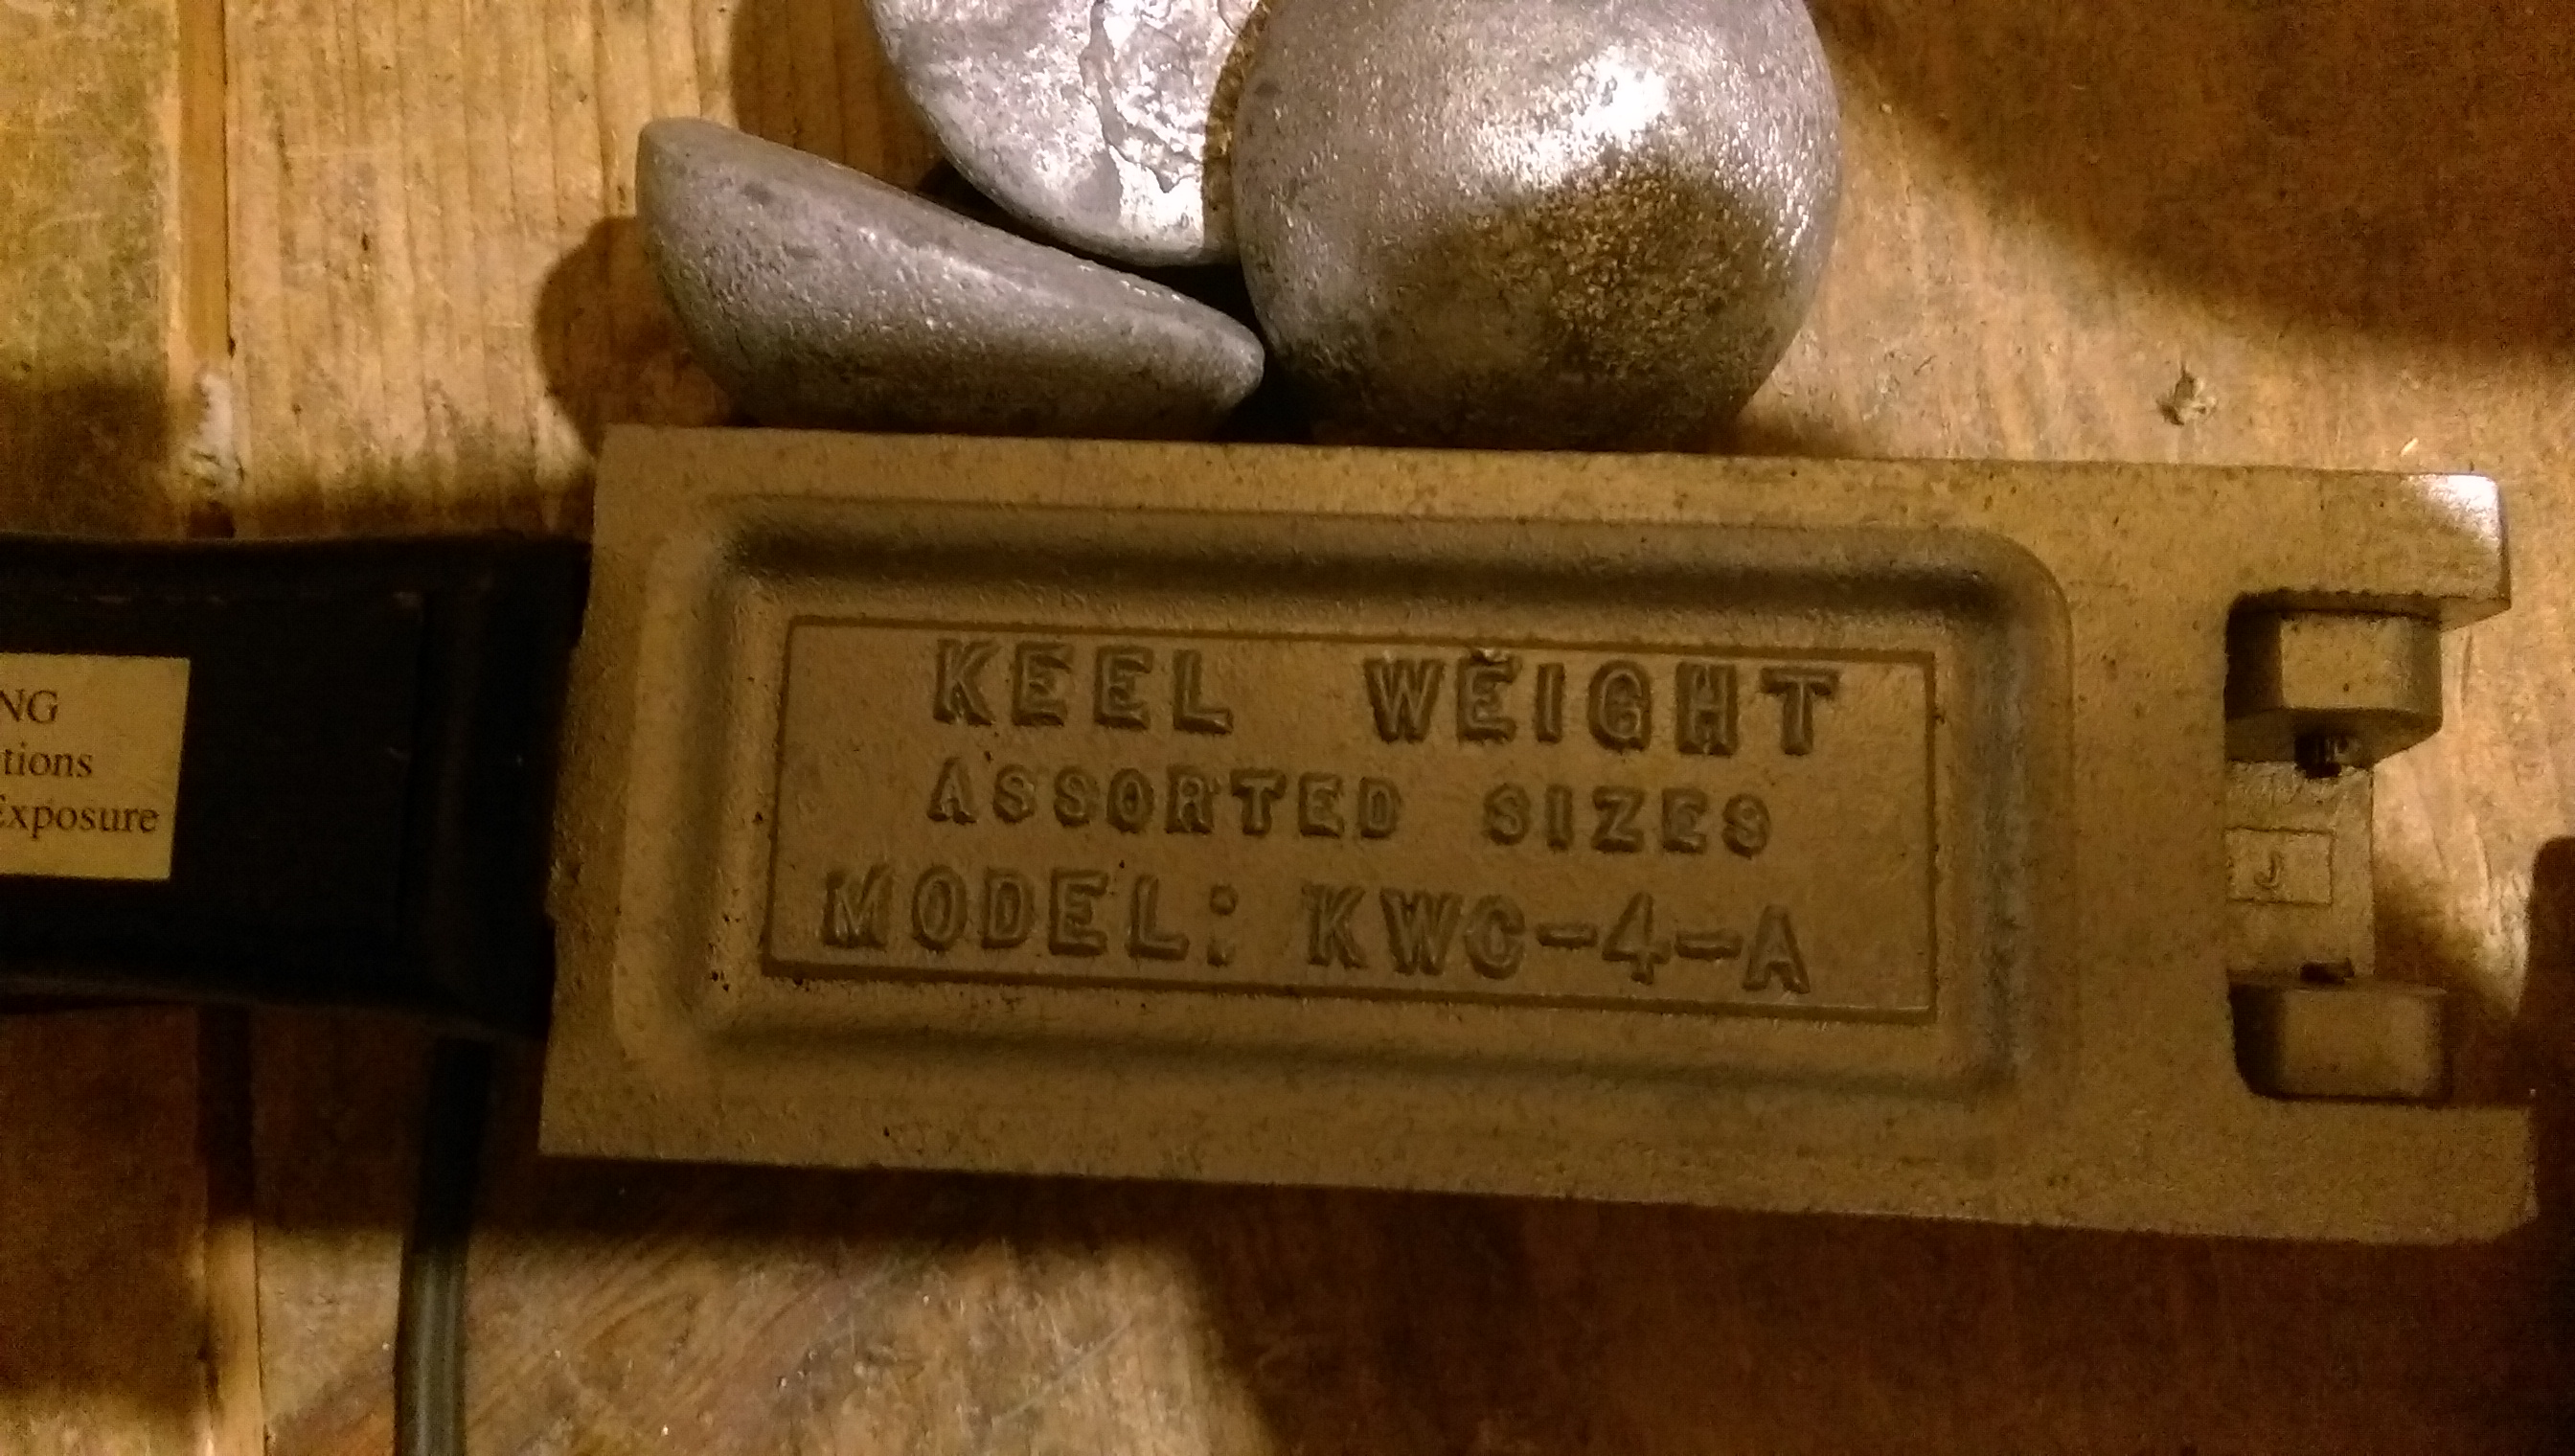 KEEL WEIGHT
ASSORTED SIZES
MODEL: KWC-4-A
J
NG
tions
Exposure